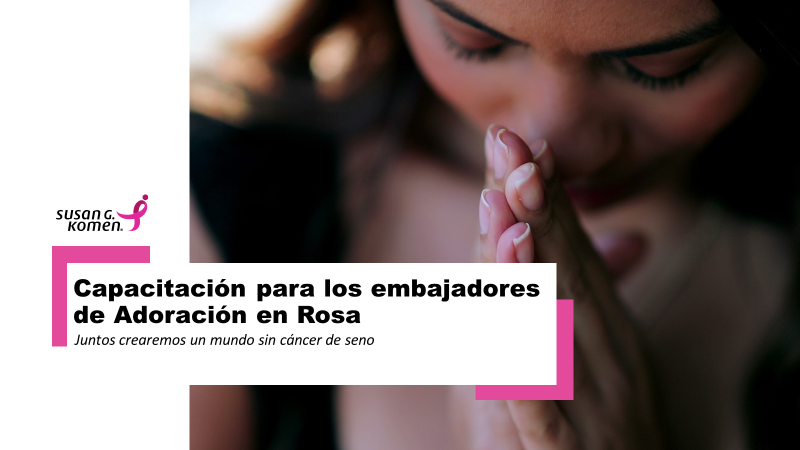 susan g.
komen®
Capacitación para los embajadores
de Adoración en Rosa
Juntos crearemos un mundo sin cáncer de seno